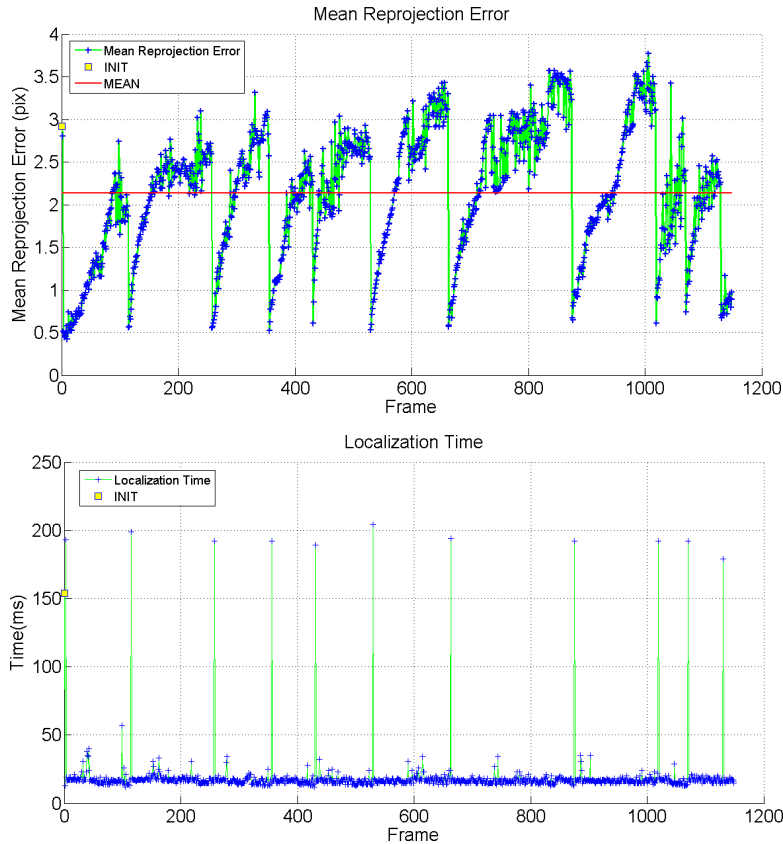 Mean Reprojection Error
4
3.5
3
2.5
2
1.5
1
0.5
0
Mean Reprojection Error (pix)
Mean Reprojection Error
INIT
MEAN
0 200 400 600 800 1000 1200
Frame
Localization Time
250
200
150
100
50
0
Time(ms)
Localization Time
INIT
0 200 400 600 800 1000 1200
Frame